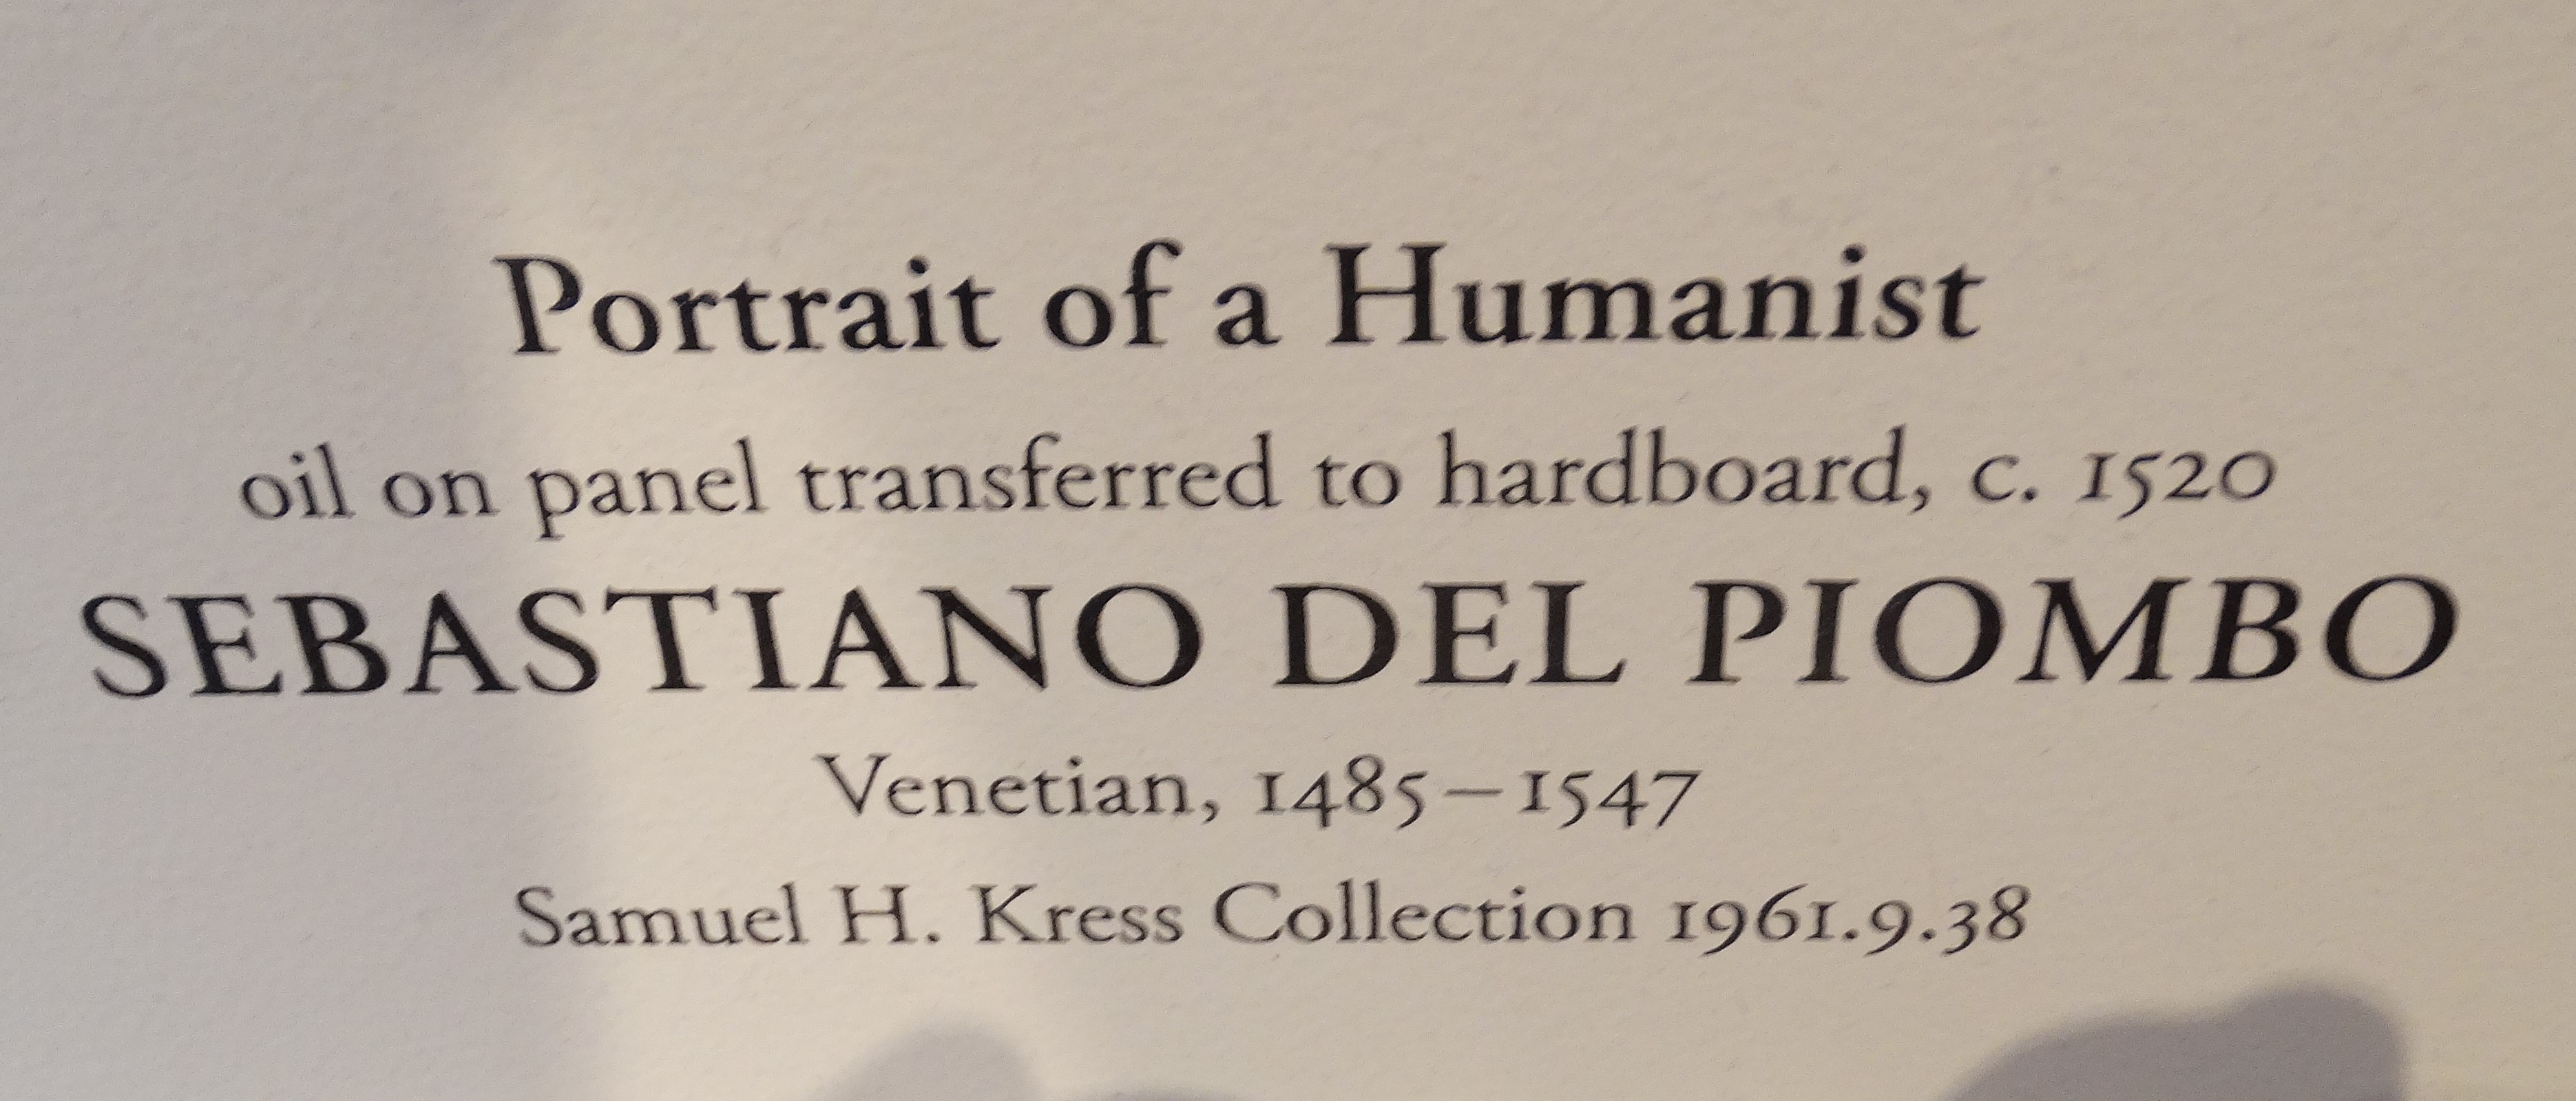 Portrait of a Humanist
oil on panel transferred to hardboard, c. 1520
SEBASTIANO DEL PIOMBO
Venetian, 1485–1547
Samuel H. Kress Collection 1961.9.38